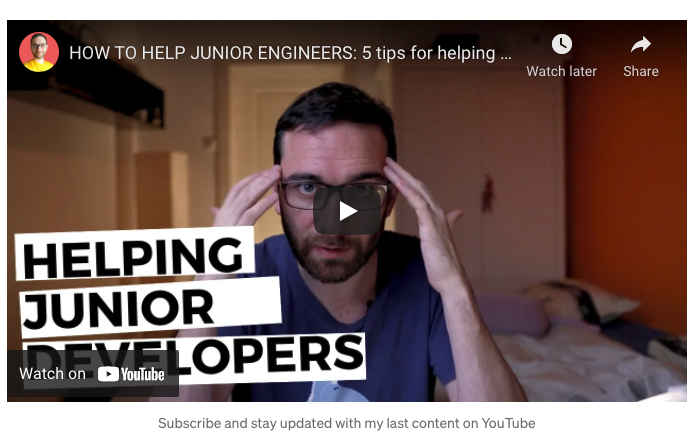 HOW TO HELP JUNIOR ENGINEERS: 5 tips for helping ...
Watch later
Share
HELPING
JUNIOR
DEVELOPERS
Watch on YouTube
Subscribe and stay updated with my last content on YouTube